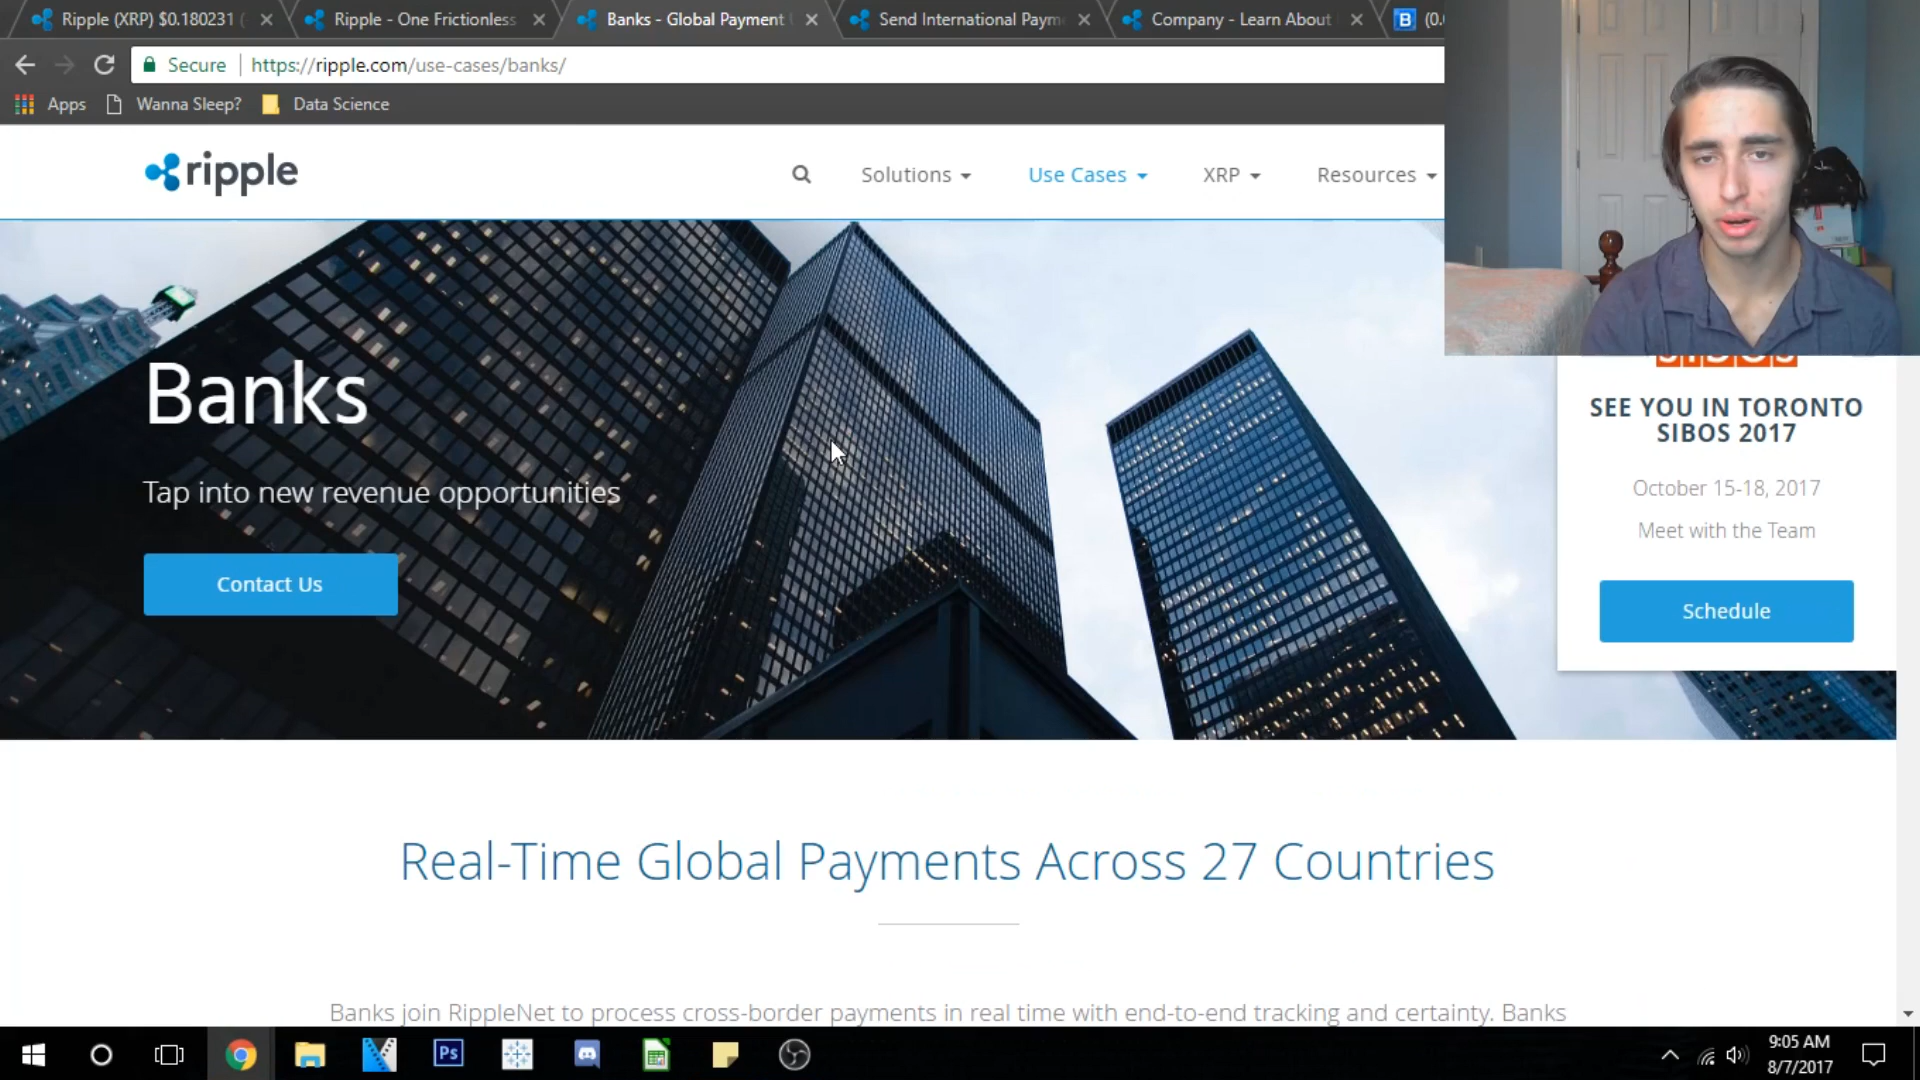 Ripple (XRP) $0.180231 (
Ripple - One Frictionless
Banks - Global Payment
Send International Paym
Company - Learn About
B (0.
Secure
https://ripple.com/use-cases/banks/
Apps
Wanna Sleep?
Data Science
ripple
Solutions
Use Cases
XRP
Resources
Banks
Tap into new revenue opportunities
Contact Us
SEE YOU IN TORONTO
SIBOS 2017
October 15-18, 2017
Meet with the Team
Schedule
Real-Time Global Payments Across 27 Countries
Banks join RippleNet to process cross-border payments in real time with end-to-end tracking and certainty. Banks
Ps
9:05 AM
8/7/2017